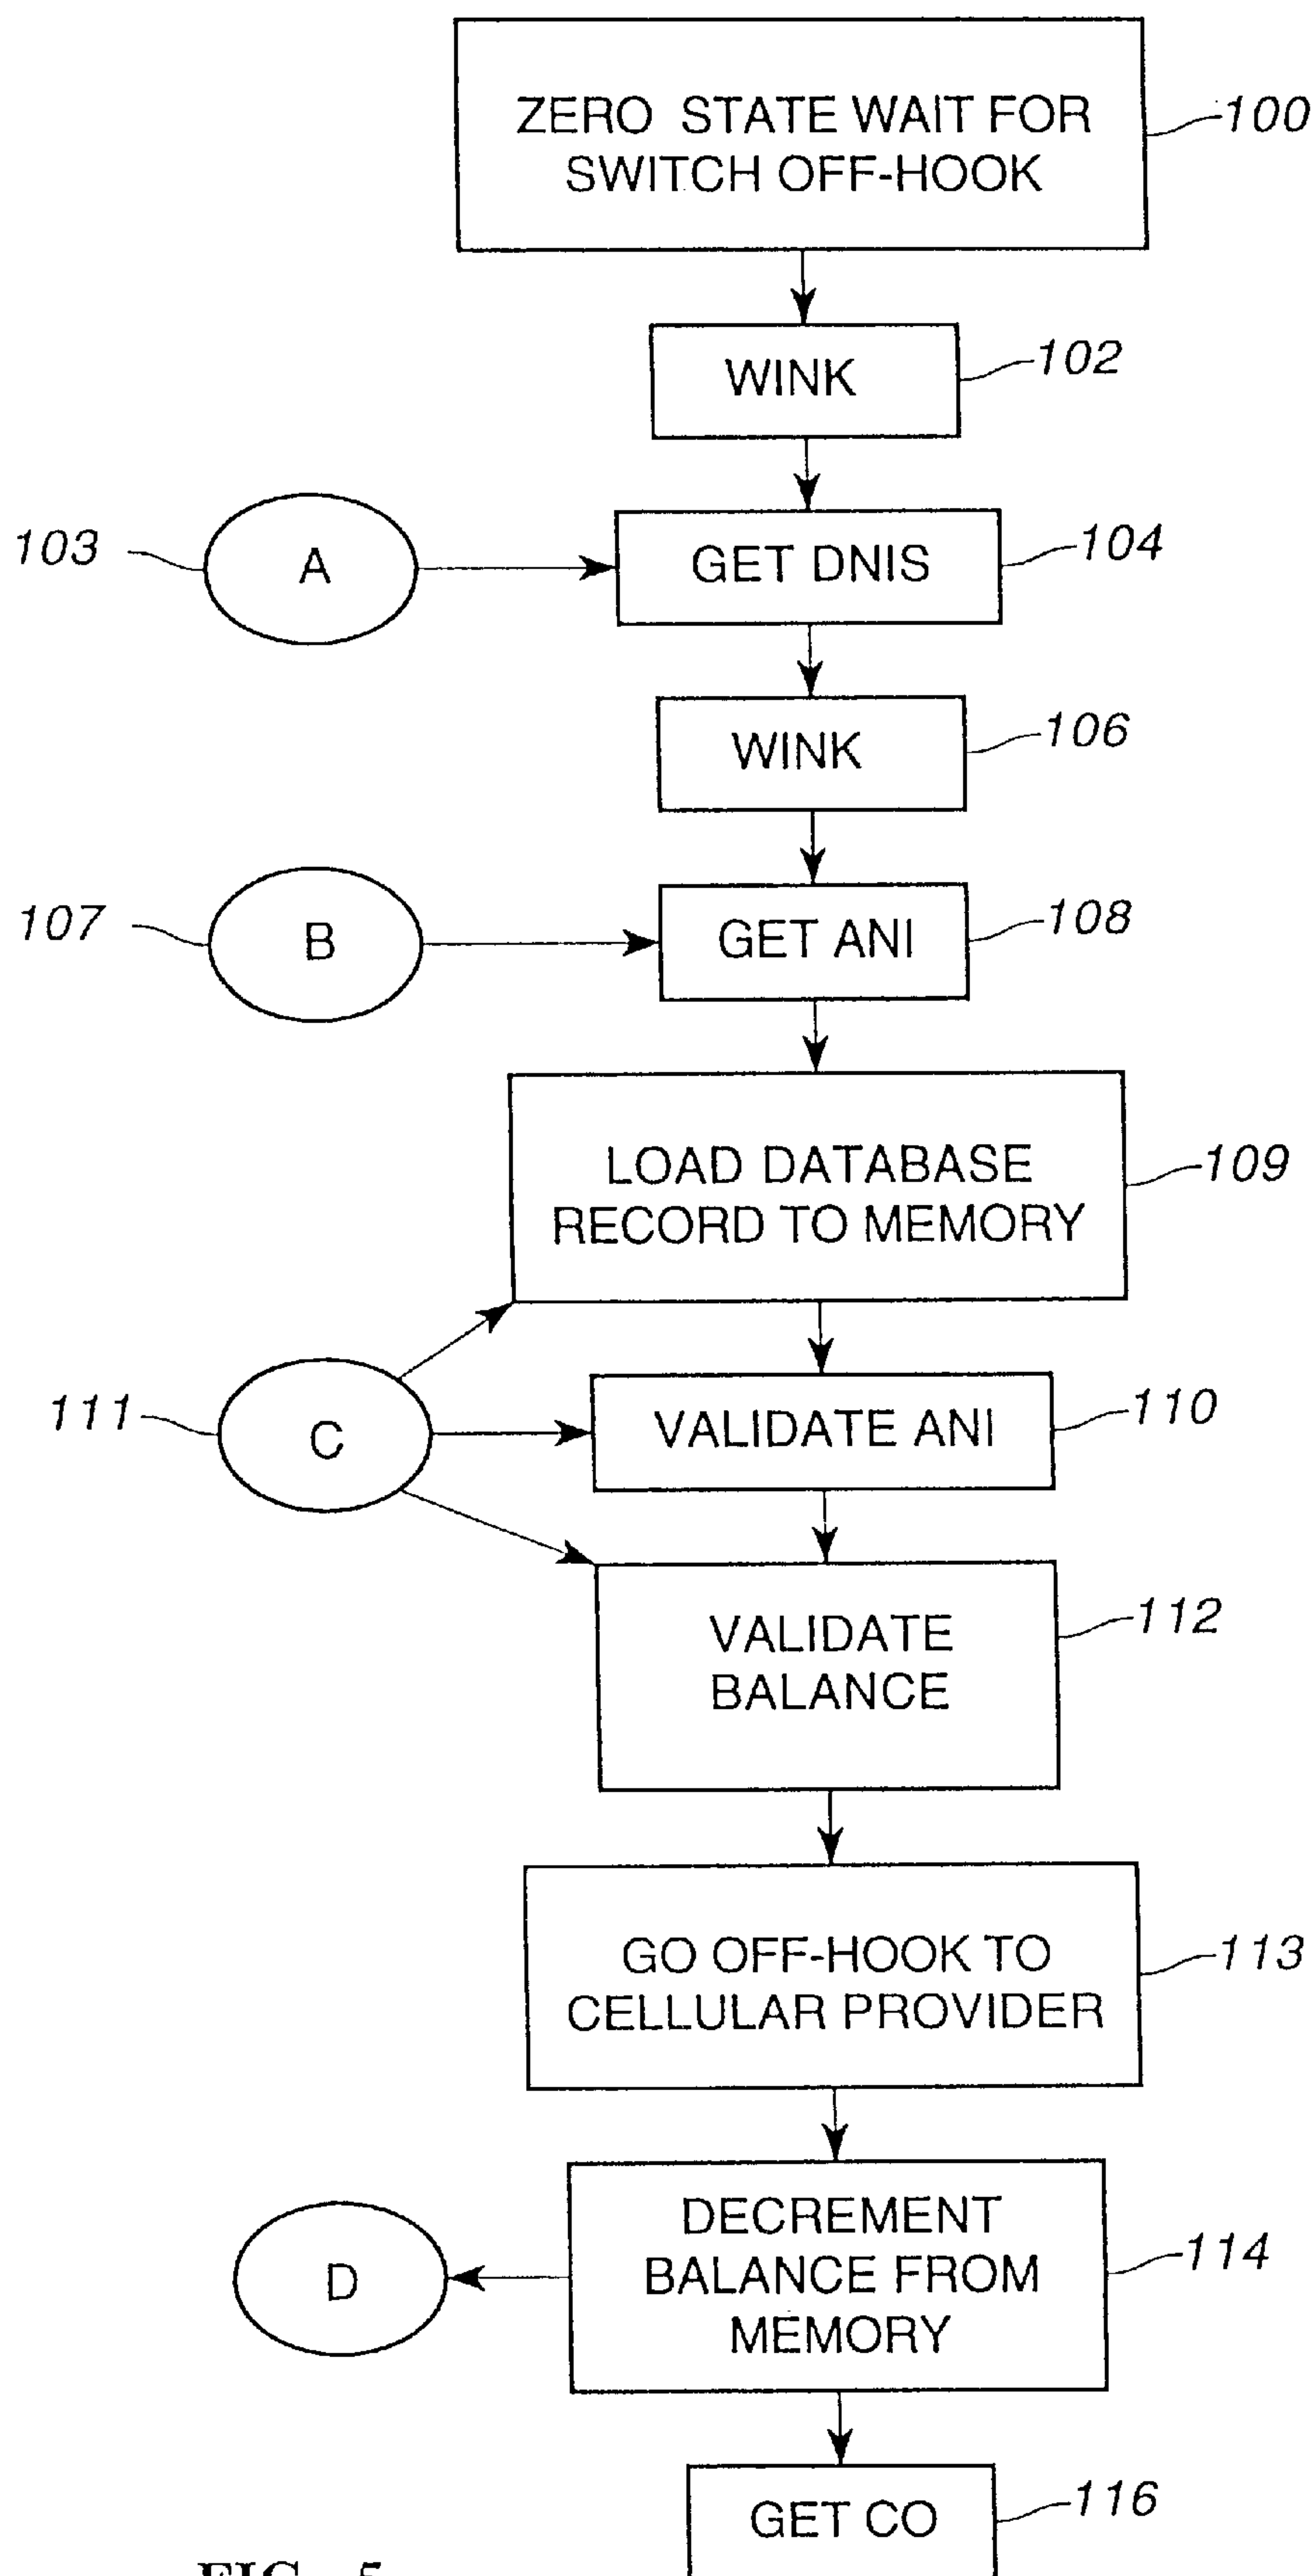 ZERO STATE WAIT FOR
SWITCH OFF-HOOK
100
WINK
102
103
A
GET DNIS
104
WINK
106
107
B
GET ANI
108
LOAD DATABASE
RECORD TO MEMORY
109
111
C
VALIDATE ANI
110
VALIDATE
BALANCE
112
GO OFF-HOOK TO
CELLULAR PROVIDER
113
D
DECREMENT
BALANCE FROM
MEMORY
114
GET CO
116
FIG. 5